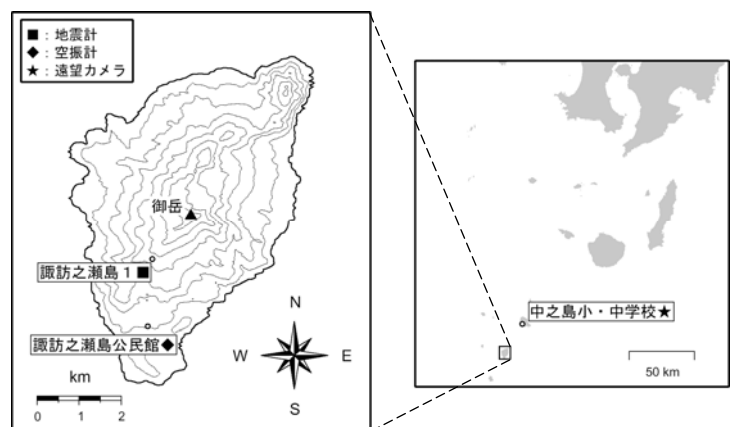 ■：地震計
◆：空振計
★：遠望カメラ
御岳
諏訪之瀬島１■
諏訪之瀬島公民館◆
km
0 1 2
N
W E
S
中之島小・中学校★
50 km